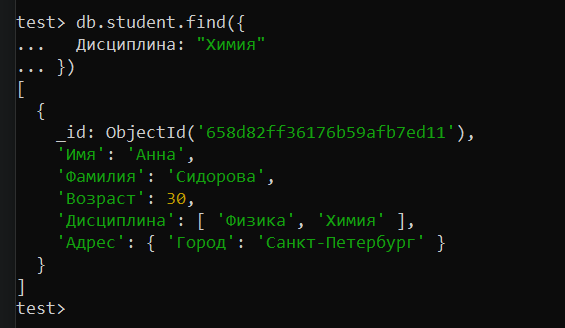 test> db.student.find({
...   Дисциплина: "Химия"
... })
[
  {
    _id: ObjectId('658d82ff36176b59afb7ed11'),
    'Имя': 'Анна',
    'Фамилия': 'Сидорова',
    'Возраст': 30,
    'Дисциплина': [ 'Физика', 'Химия' ],
    'Адрес': { 'Город': 'Санкт-Петербург' }
  }
]
test>